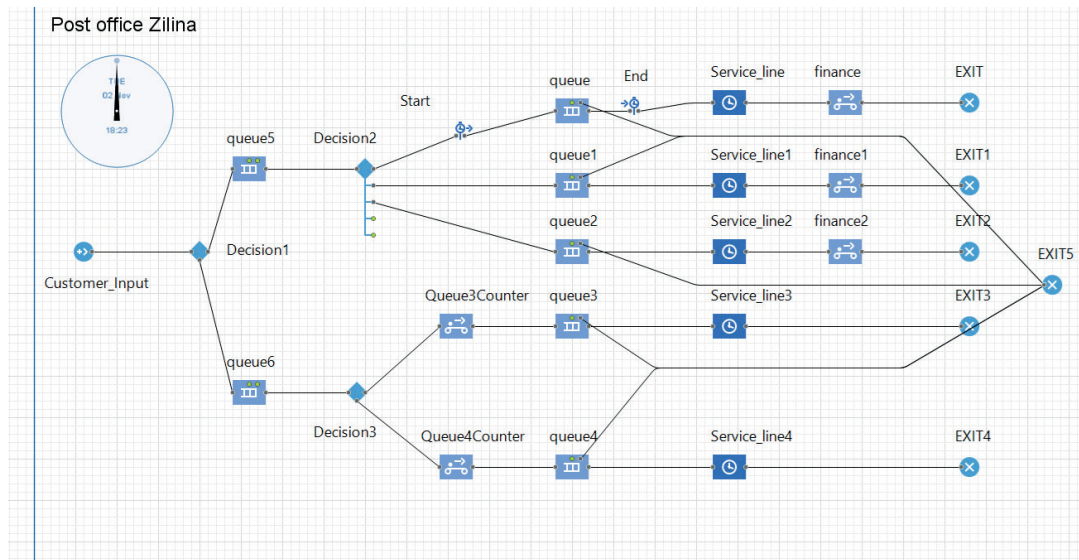 Post office Zilina
TUE
02 Nov
18:23
Customer_Input
Decision1
queue5
Decision2
Start
queue
End
Service_line
finance
EXIT
queue1
Service_line1
finance1
EXIT1
queue2
Service_line2
finance2
EXIT2
EXIT5
queue6
Decision3
Queue3Counter
queue3
Service_line3
EXIT3
Queue4Counter
queue4
Service_line4
EXIT4